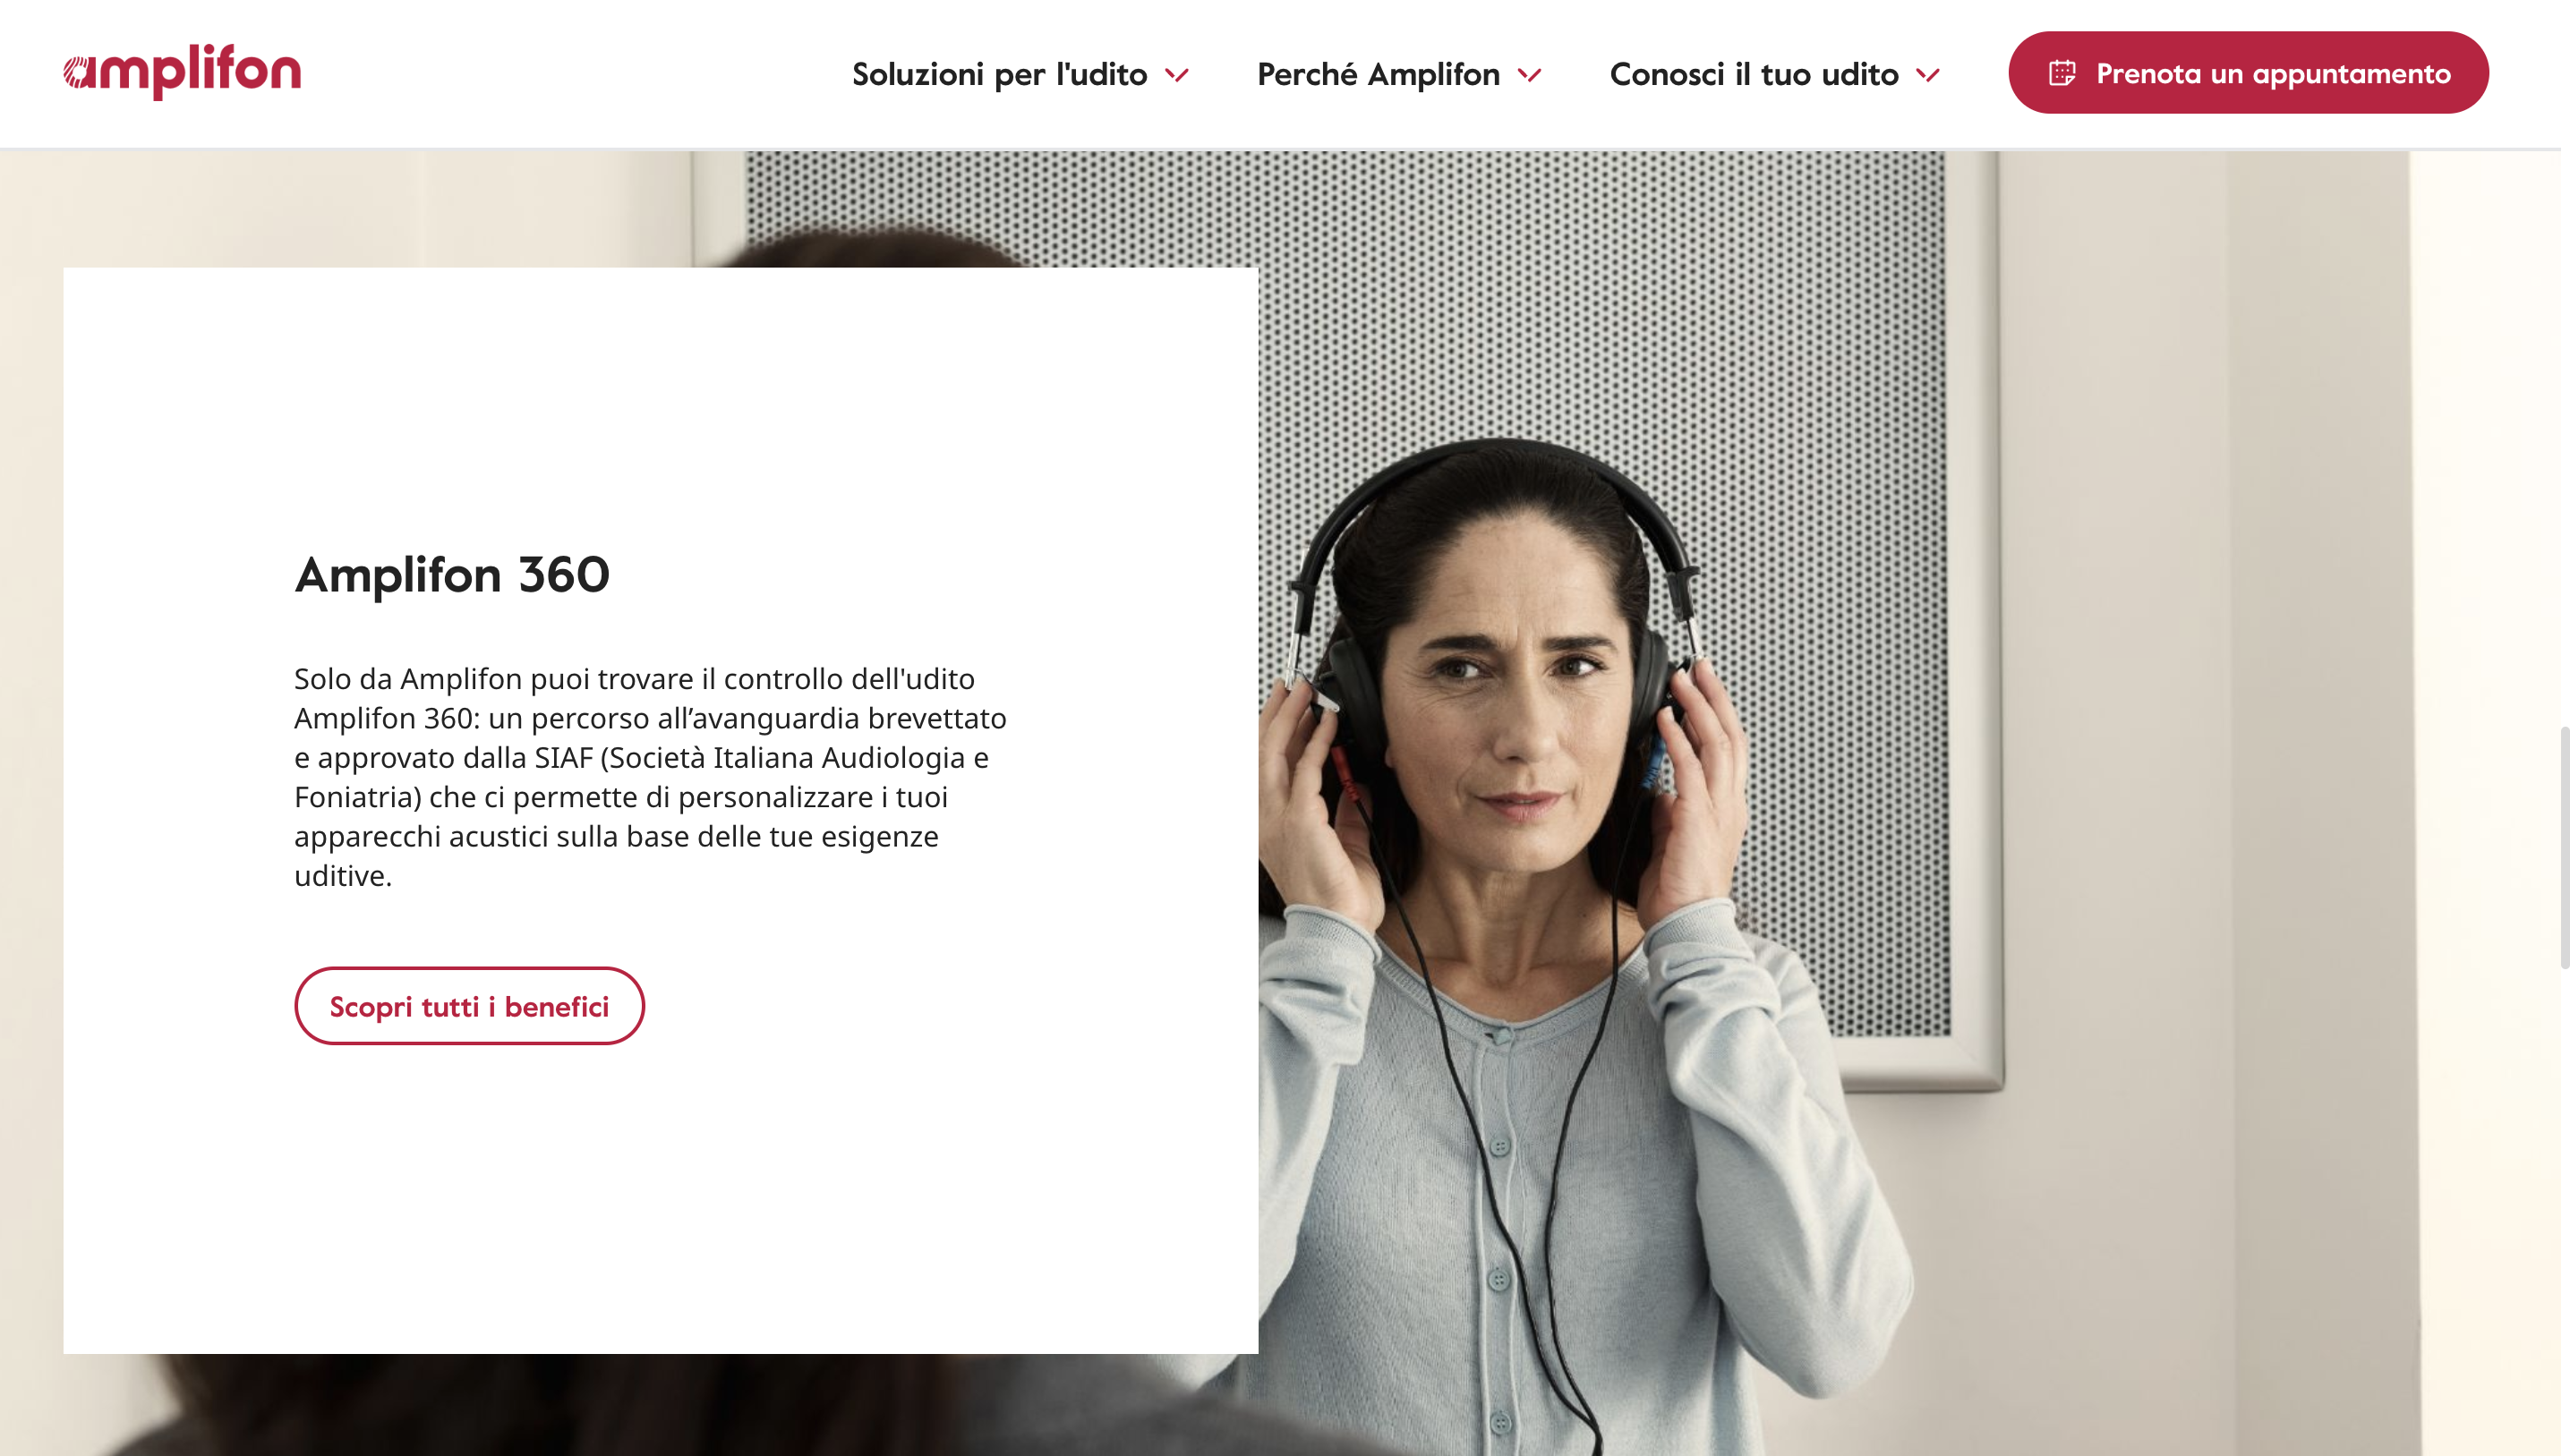 amplifon
Soluzioni per l'udito
Perché Amplifon
Conosci il tuo udito
Prenota un appuntamento
Amplifon 360
Solo da Amplifon puoi trovare il controllo dell'udito
Amplifon 360: un percorso all’avanguardia brevettato
e approvato dalla SIAF (Società Italiana Audiologia e
Foniatria) che ci permette di personalizzare i tuoi
apparecchi acustici sulla base delle tue esigenze
uditive.
Scopri tutti i benefici